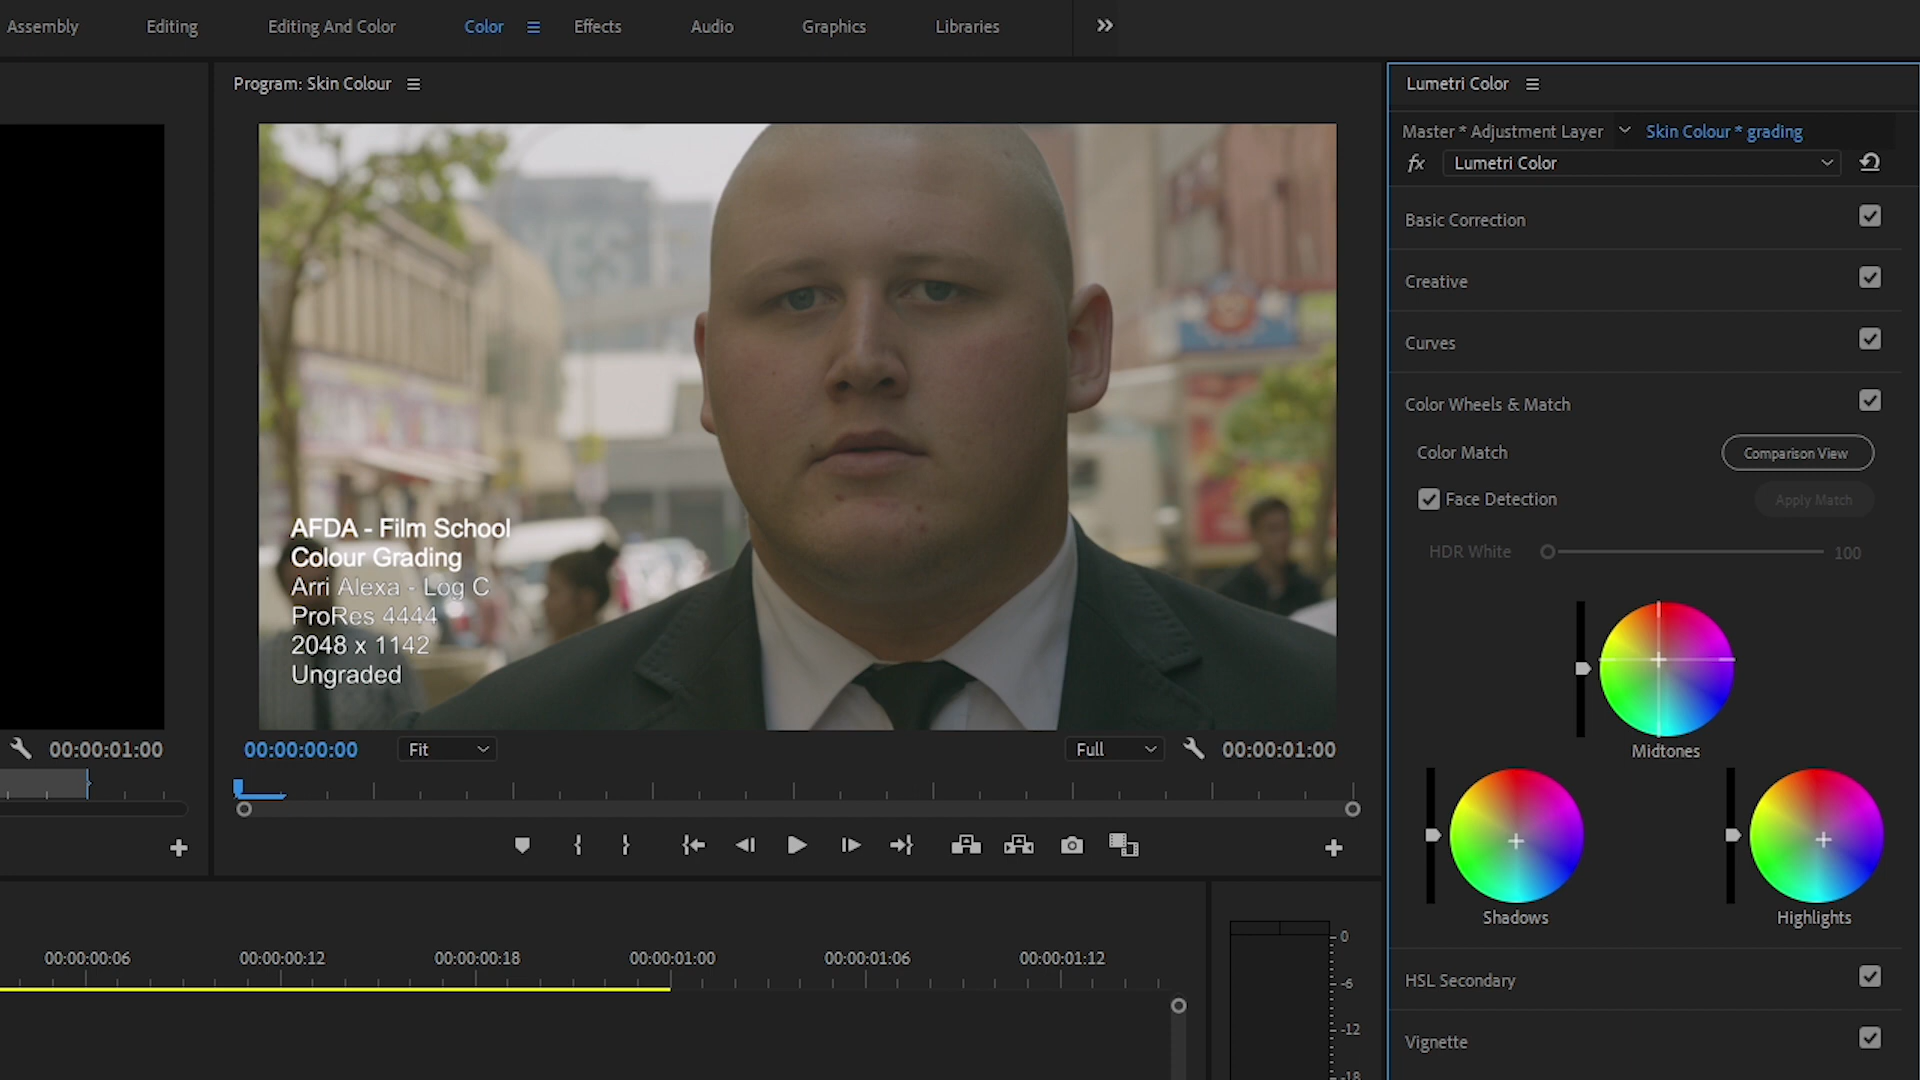 Assembly Editing Editing And Color Color Effects Audio Graphics Libraries
Program: Skin Colour
YES
AFDA - Film School
Colour Grading
Arri Alexa - Log C
ProRes 4444
2048 x 1142
Ungraded
00:00:01:00
00:00:00:00 Fit Full 00:00:01:00
00:00:00:06 00:00:00:12 00:00:00:18 00:00:01:00 00:00:01:06 00:00:01:12
0
-6
-12
-18
Lumetri Color
Master * Adjustment Layer Skin Colour * grading
fx Lumetri Color
Basic Correction
Creative
Curves
Color Wheels & Match
Color Match Comparison View
Face Detection Apply Match
HDR White 100
Midtones
Shadows Highlights
HSL Secondary
Vignette